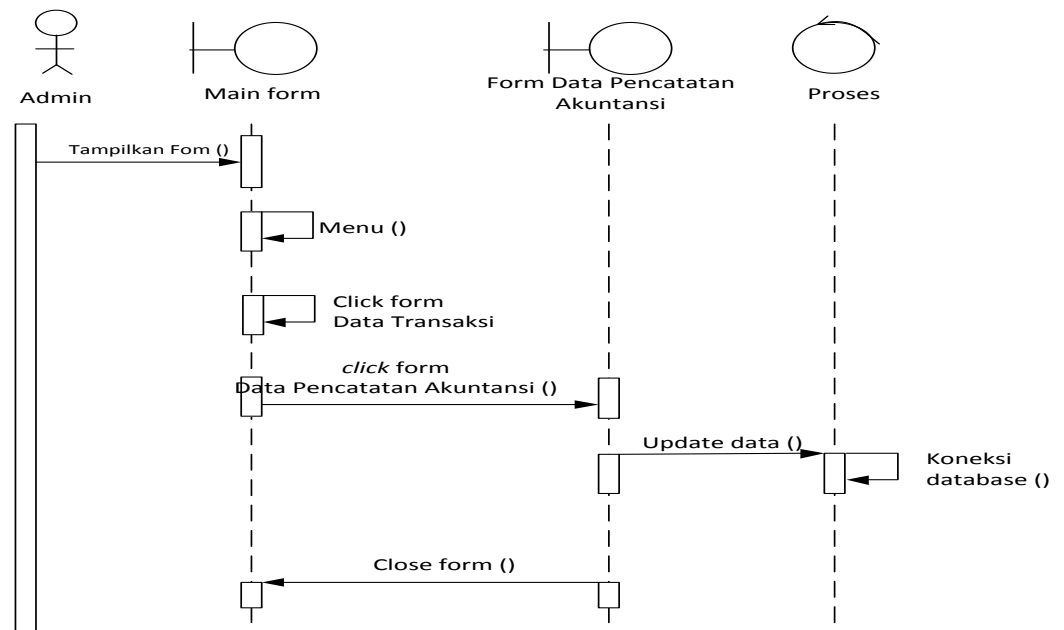 Admin
Main form
Form Data Pencatatan
Akuntansi
Proses
Tampilkan Fom ()
Menu ()
Click form
Data Transaksi
click form
Data Pencatatan Akuntansi ()
Update data ()
Koneksi
database ()
Close form ()